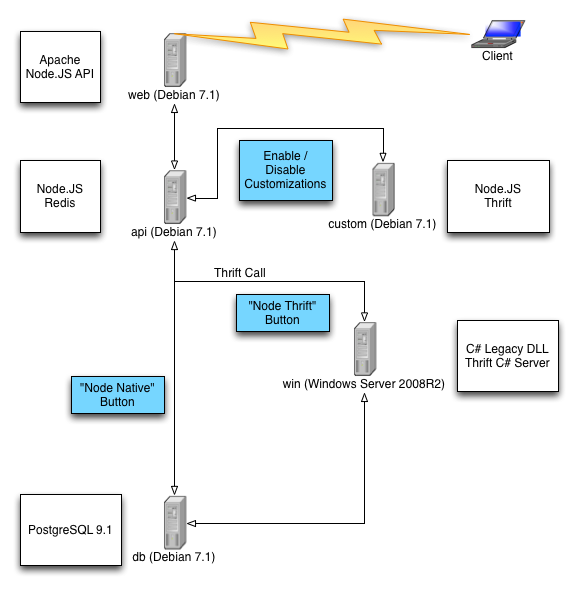 Apache
Node.JS API
Client
web (Debian 7.1)
Enable /
Disable
Customizations
Node.JS
Redis
Node.JS
Thrift
custom (Debian 7.1)
api (Debian 7.1)
Thrift Call
"Node Thrift"
Button
C# Legacy DLL
Thrift C# Server
win (Windows Server 2008R2)
"Node Native"
Button
PostgreSQL 9.1
db (Debian 7.1)